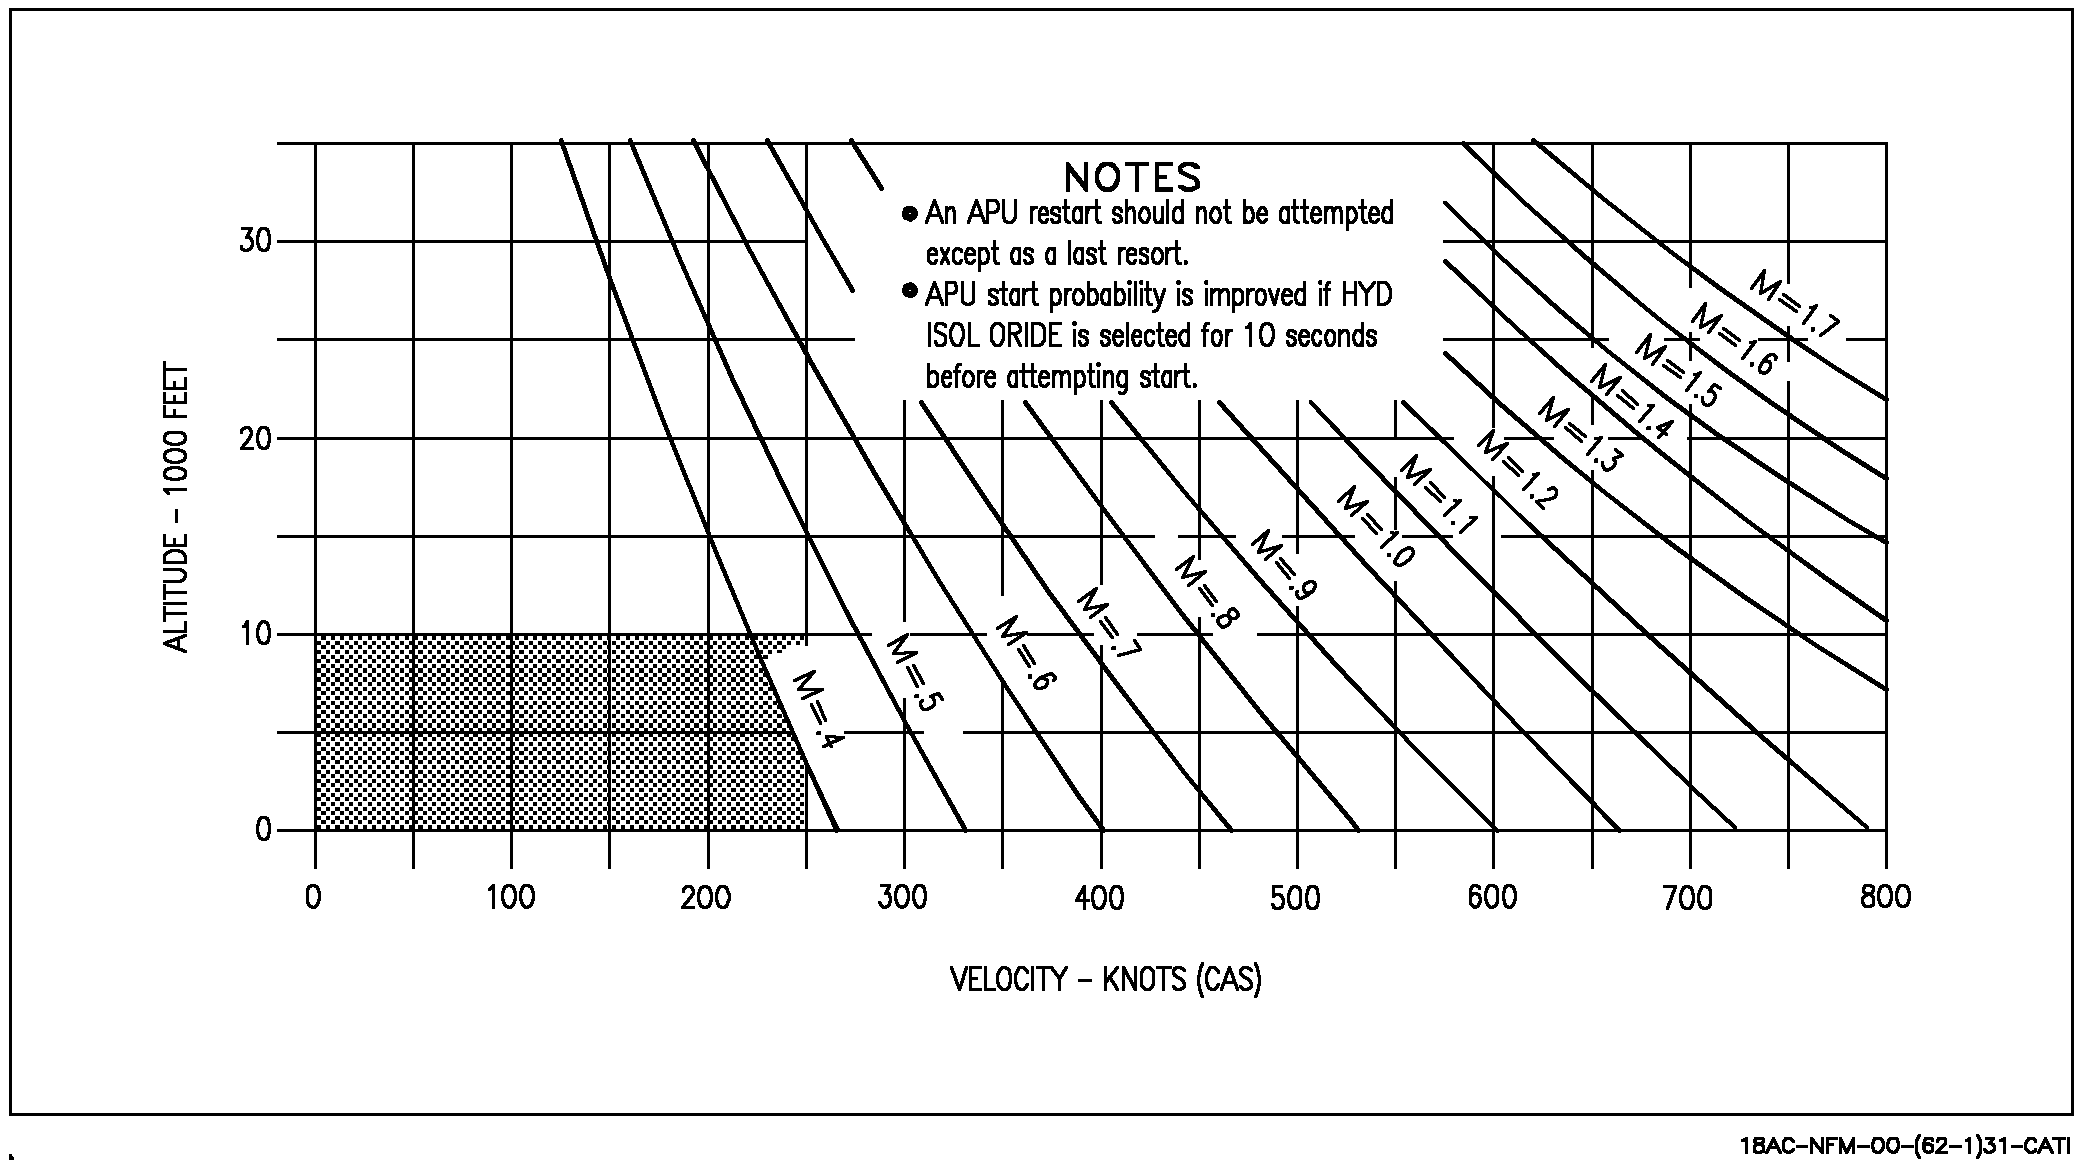 NOTES
● An APU restart should not be attempted
except as a last resort.
● APU start probability is improved if HYD
ISOL ORIDE is selected for 10 seconds
before attempting start.
30
20
10
0
ALTITUDE – 1000 FEET
M=.4
M=.5
M=.6
M=.7
M=.8
M=.9
M=1.0
M=1.1
M=1.2
M=1.3
M=1.4
M=1.5
M=1.6
M=1.7
0 100 200 300 400 500 600 700 800
VELOCITY – KNOTS (CAS)
18AC-NFM-00-(62-1)31-CATI